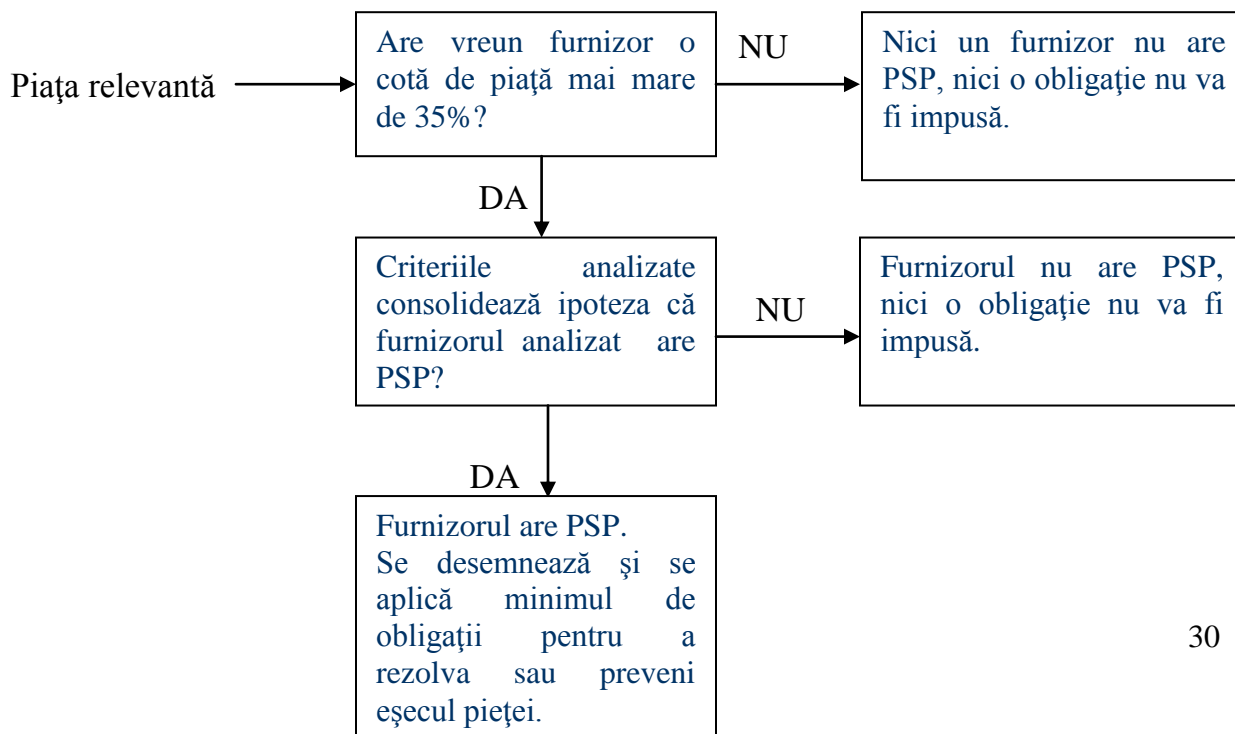 Piaţa relevantă
Are vreun furnizor o
cotă de piaţă mai mare
de 35%?
NU
Nici un furnizor nu are
PSP, nici o obligaţie nu va
fi impusă.
DA
Criteriile analizate
consolidează ipoteza că
furnizorul analizat are
PSP?
NU
Furnizorul nu are PSP,
nici o obligaţie nu va fi
impusă.
DA
Furnizorul are PSP.
Se desemnează şi se
aplică minimul de
obligaţii pentru a
rezolva sau preveni
eşecul pieţei.
30